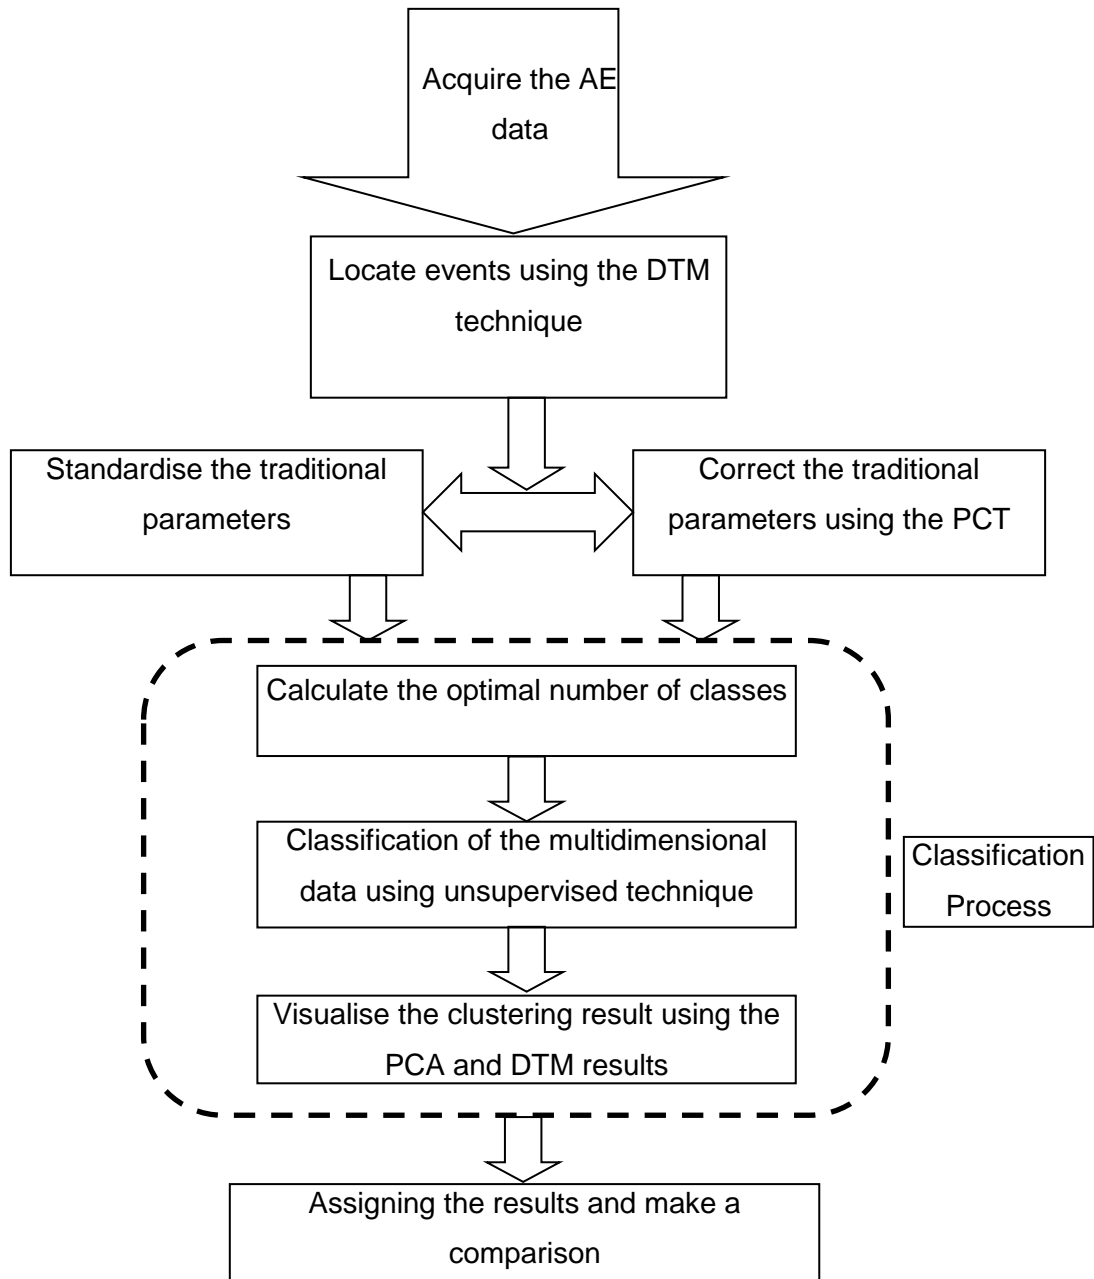 Acquire the AE
data
Locate events using the DTM
technique
Standardise the traditional
parameters
Correct the traditional
parameters using the PCT
Calculate the optimal number of classes
Classification of the multidimensional
data using unsupervised technique
Classification
Process
Visualise the clustering result using the
PCA and DTM results
Assigning the results and make a
comparison